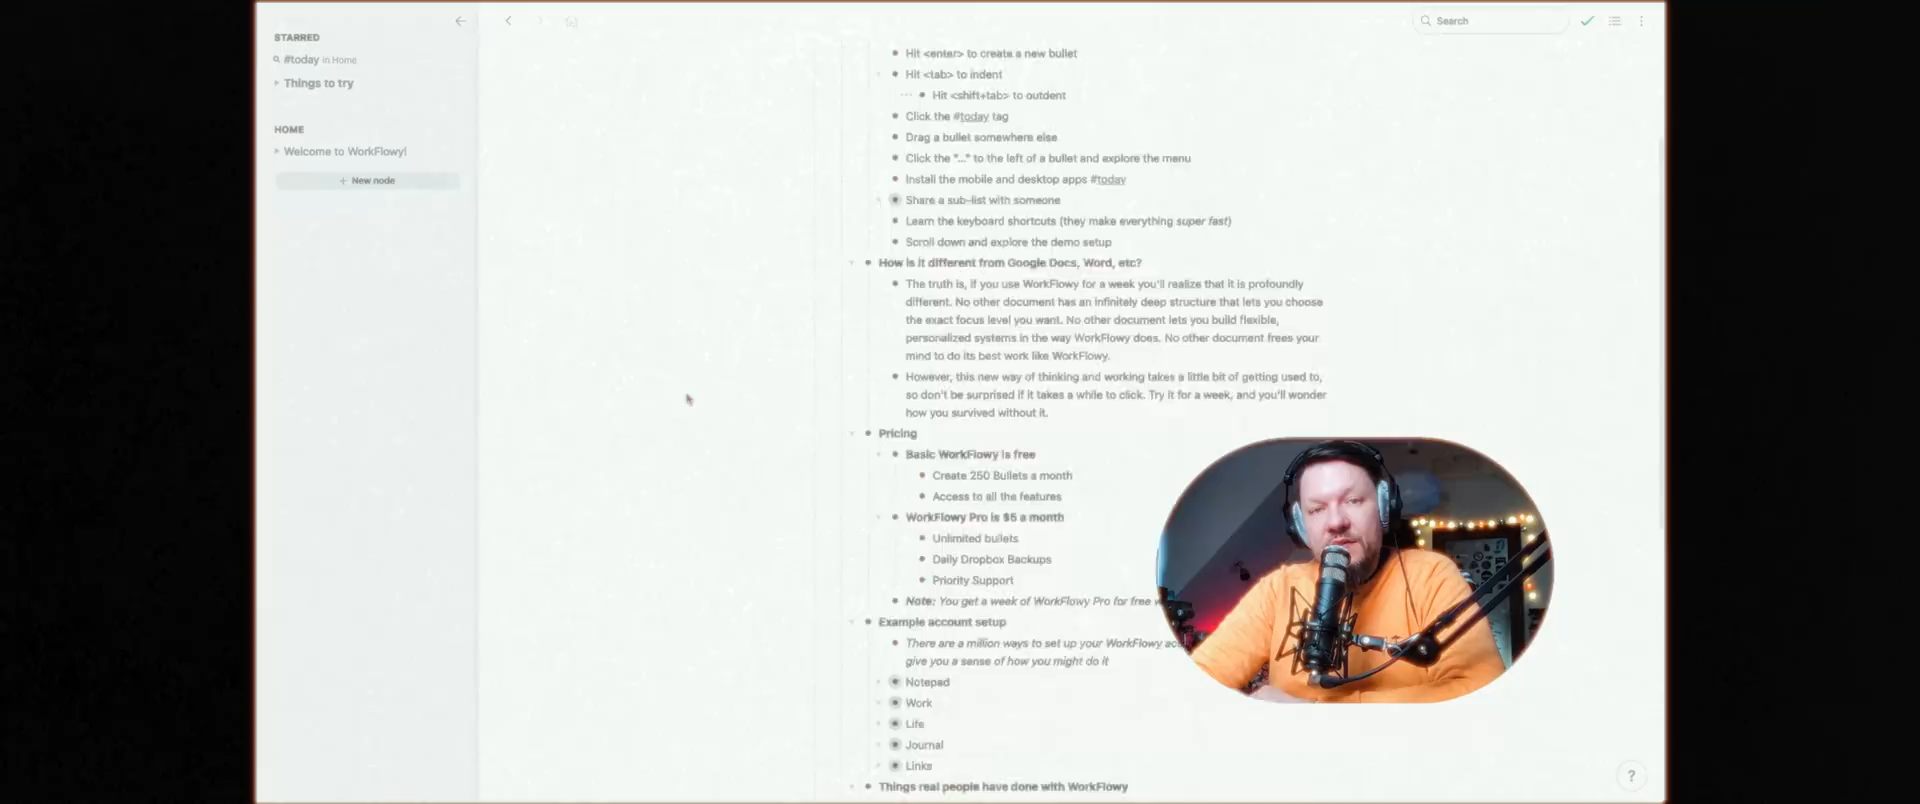 Search
STARRED
#today in Home
Things to try
HOME
Welcome to WorkFlowy!
+ New node
Hit <enter> to create a new bullet
Hit <tab> to indent
Hit <shift+tab> to outdent
Click the #today tag
Drag a bullet somewhere else
Click the "..." to the left of a bullet and explore the menu
Install the mobile and desktop apps #today
Share a sub-list with someone
Learn the keyboard shortcuts (they make everything super fast)
Scroll down and explore the demo setup
How is it different from Google Docs, Word, etc?
The truth is, if you use WorkFlowy for a week you'll realize that it is profoundly
different. No other document has an infinitely deep structure that lets you choose
the exact focus level you want. No other document lets you build flexible,
personalized systems in the way WorkFlowy does. No other document frees your
mind to do its best work like WorkFlowy.
However, this new way of thinking and working takes a little bit of getting used to,
so don't be surprised if it takes a while to click. Try it for a week, and you'll wonder
how you survived without it.
Pricing
Basic WorkFlowy is free
Create 250 Bullets a month
Access to all the features
WorkFlowy Pro is $5 a month
Unlimited bullets
Daily Dropbox Backups
Priority Support
Note: You get a week of WorkFlowy Pro for free
Example account setup
There are a million ways to set up your WorkFlowy
give you a sense of how you might do it
Notepad
Work
Life
Journal
Links
Things real people have done with WorkFlowy
?